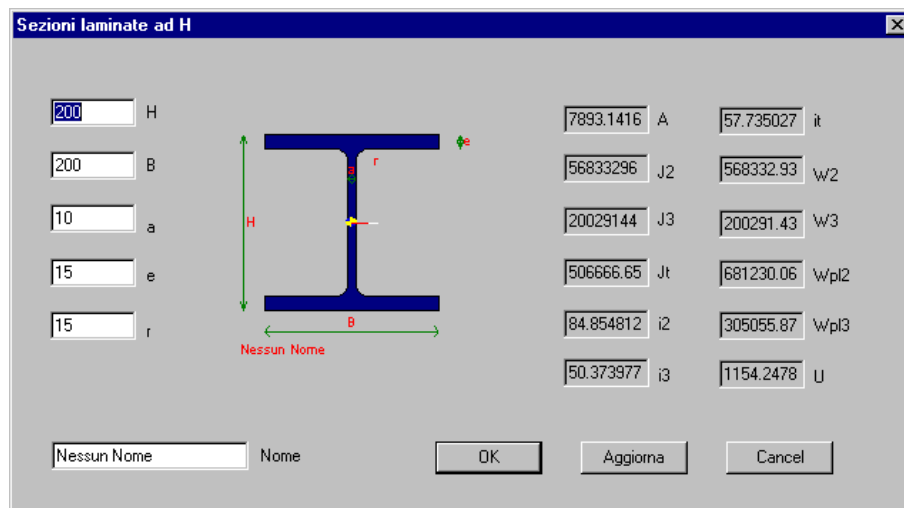 Sezioni laminate ad H
200 H
200 B
10 a
15 e
15 r
H
B
a
r
e
Nessun Nome
7893.1416 A
56833296 J2
20029144 J3
506666.65 Jt
84.854812 i2
50.373977 i3
57.735027 it
568332.93 W2
200291.43 W3
681230.06 Wpl2
305055.87 Wpl3
1154.2478 U
Nessun Nome Nome
OK
Aggiorna
Cancel